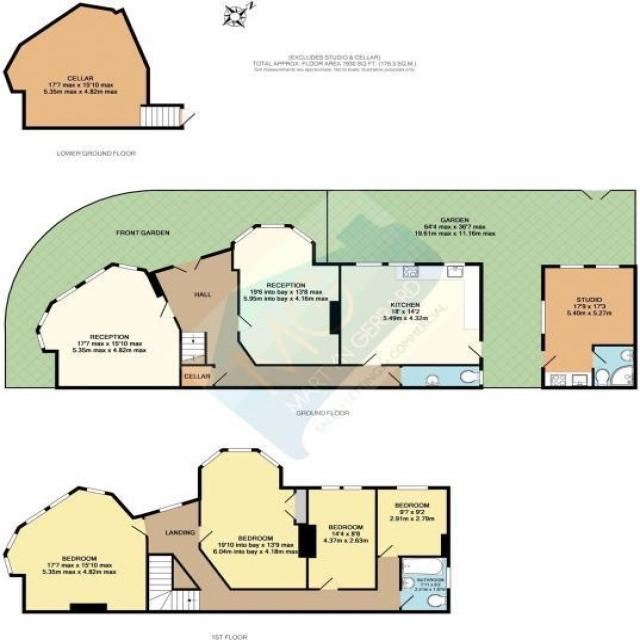 Z
(EXCLUDES STUDIO & CELLAR)
TOTAL APPROX. FLOOR AREA 1930 SQ.FT. (179.3 SQ.M.)
CELLAR
17'7 max x 15'10 max
5.35m max x 4.82m max
LOWER GROUND FLOOR
FRONT GARDEN
GARDEN
64'4 max x 36'7 max
19.61m max x 11.16m max
HALL
RECEPTION
19'6 into bay x 13'8 max
5.95m into bay x 4.16m max
KITCHEN
18' x 14'2
5.49m x 4.32m
STUDIO
17'9 x 17'3
5.40m x 5.27m
RECEPTION
17'7 max x 15'10 max
5.35m max x 4.82m max
CELLAR
MARTYN GERRARD
SALES LETTINGS COMMERCIAL
GROUND FLOOR
BEDROOM
9'7 x 9'2
2.91m x 2.79m
LANDING
BEDROOM
19'10 into bay x 13'9 max
6.04m into bay x 4.18m max
BEDROOM
14'4 x 8'8
4.37m x 2.63m
BEDROOM
17'7 max x 15'10 max
5.35m max x 4.82m max
BATHROOM
1ST FLOOR